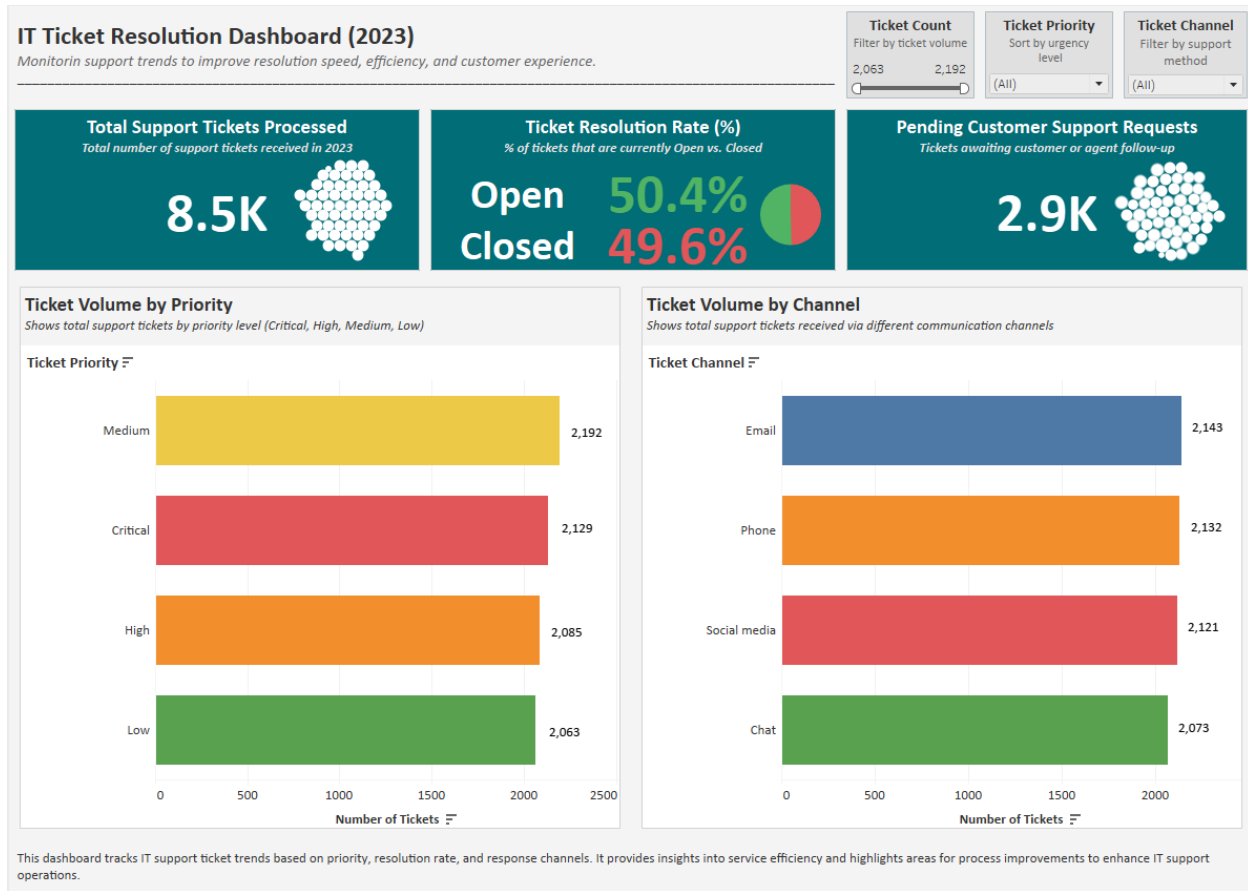 IT Ticket Resolution Dashboard (2023)
Monitorin support trends to improve resolution speed, efficiency, and customer experience.
Ticket Count
Filter by ticket volume
2,063 2,192
Ticket Priority
Sort by urgency
level
(All)
Ticket Channel
Filter by support
method
(All)
Total Support Tickets Processed
Total number of support tickets received in 2023
8.5K
Ticket Resolution Rate (%)
% of tickets that are currently Open vs. Closed
Open 50.4%
Closed 49.6%
Pending Customer Support Requests
Tickets awaiting customer or agent follow-up
2.9K
Ticket Volume by Priority
Shows total support tickets by priority level (Critical, High, Medium, Low)
Ticket Priority
Medium 2,192
Critical 2,129
High 2,085
Low 2,063
0 500 1000 1500 2000 2500
Number of Tickets
Ticket Volume by Channel
Shows total support tickets received via different communication channels
Ticket Channel
Email 2,143
Phone 2,132
Social media 2,121
Chat 2,073
0 500 1000 1500 2000
Number of Tickets
This dashboard tracks IT support ticket trends based on priority, resolution rate, and response channels. It provides insights into service efficiency and highlights areas for process improvements to enhance IT support
operations.